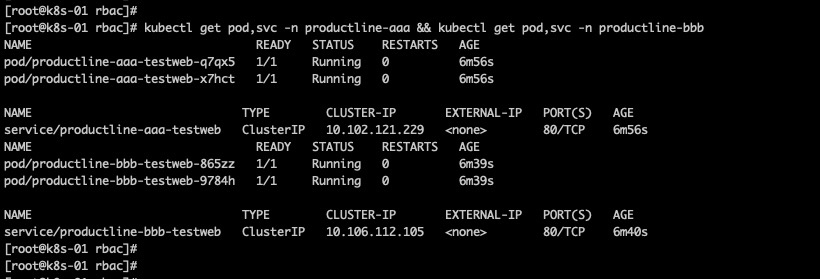 [root@k8s-01 rbac]#
[root@k8s-01 rbac]# kubectl get pod,svc -n productline-aaa && kubectl get pod,svc -n productline-bbb
NAME READY STATUS RESTARTS AGE
pod/productline-aaa-testweb-q7qx5 1/1 Running 0 6m56s
pod/productline-aaa-testweb-x7hct 1/1 Running 0 6m56s
NAME TYPE CLUSTER-IP EXTERNAL-IP PORT(S) AGE
service/productline-aaa-testweb ClusterIP 10.102.121.229 <none> 80/TCP 6m56s
NAME READY STATUS RESTARTS AGE
pod/productline-bbb-testweb-865zz 1/1 Running 0 6m39s
pod/productline-bbb-testweb-9784h 1/1 Running 0 6m39s
NAME TYPE CLUSTER-IP EXTERNAL-IP PORT(S) AGE
service/productline-bbb-testweb ClusterIP 10.106.112.105 <none> 80/TCP 6m40s
[root@k8s-01 rbac]#
[root@k8s-01 rbac]#
[root@k8s-01 rbac]#